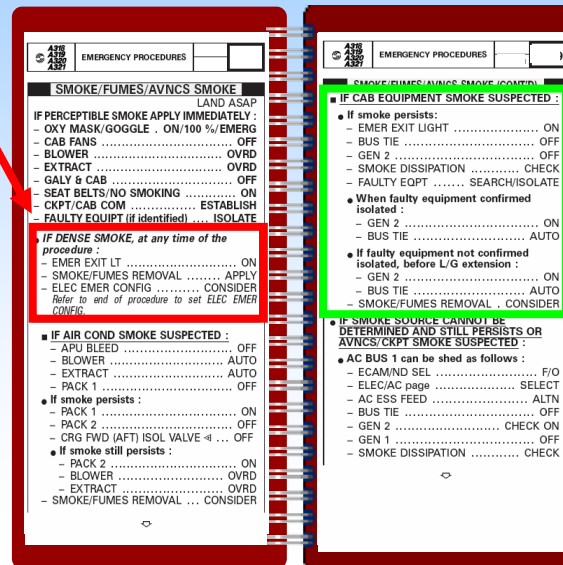 A318
A319
A320
A321
EMERGENCY PROCEDURES
SMOKE/FUMES/AVNCS SMOKE
LAND ASAP
IF PERCEPTIBLE SMOKE APPLY IMMEDIATELY :
– OXY MASK/GOGGLE . ON/100 %/EMERG
– CAB FANS ........................... OFF
– BLOWER ........................... OVRD
– EXTRACT .......................... OVRD
– GALY & CAB ........................ OFF
– SEAT BELTS/NO SMOKING ........... ON
– CKPT/CAB COM ............... ESTABLISH
– FAULTY EQUIPT (if identified) .... ISOLATE
● IF DENSE SMOKE, at any time of the
procedure :
– EMER EXIT LT ........................ ON
– SMOKE/FUMES REMOVAL ........ APPLY
– ELEC EMER CONFIG .......... CONSIDER
Refer to end of procedure to set ELEC EMER
CONFIG.
■ IF AIR COND SMOKE SUSPECTED :
– APU BLEED ......................... OFF
– BLOWER ........................... AUTO
– EXTRACT .......................... AUTO
– PACK 1 ............................. OFF
● If smoke persists :
– PACK 1 ............................. ON
– PACK 2 ............................. OFF
– CRG FWD (AFT) ISOL VALVE ⊲ ... OFF
● If smoke still persists :
– PACK 2 ........................... ON
– BLOWER ......................... OVRD
– EXTRACT ........................ OVRD
– SMOKE/FUMES REMOVAL ... CONSIDER
A318
A319
A320
A321
EMERGENCY PROCEDURES
SMOKE/FUMES/AVNCS SMOKE (CONT'D)
■ IF CAB EQUIPMENT SMOKE SUSPECTED :
● If smoke persists:
– EMER EXIT LIGHT .................... ON
– BUS TIE ............................. OFF
– GEN 2 ............................... OFF
– SMOKE DISSIPATION ............ CHECK
– FAULTY EQPT ....... SEARCH/ISOLATE
● When faulty equipment confirmed
isolated :
– GEN 2 .............................. ON
– BUS TIE .......................... AUTO
● If faulty equipment not confirmed
isolated, before L/G extension :
– GEN 2 .............................. ON
– BUS TIE .......................... AUTO
– SMOKE/FUMES REMOVAL . CONSIDER
● IF SMOKE SOURCE CANNOT BE
DETERMINED AND STILL PERSISTS OR
AVNCS/CKPT SMOKE SUSPECTED :
● AC BUS 1 can be shed as follows :
– ECAM/ND SEL ........................ F/O
– ELEC/AC page .................... SELECT
– AC ESS FEED ...................... ALTN
– BUS TIE ............................. OFF
– GEN 2 ........................ CHECK ON
– GEN 1 ............................... OFF
– SMOKE DISSIPATION ............ CHECK